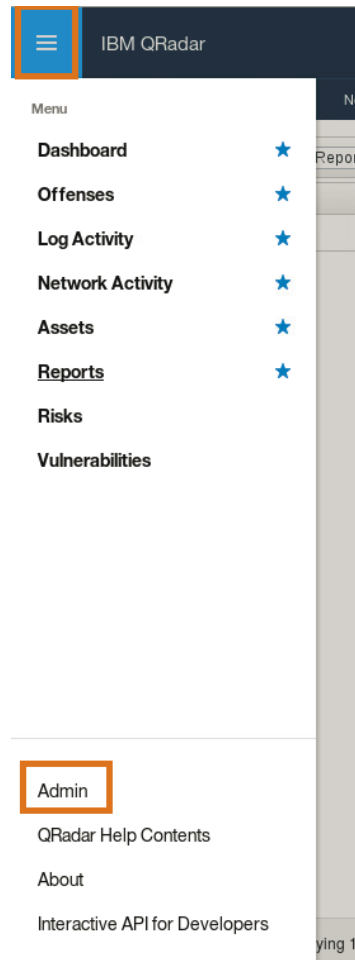 IBM QRadar
Menu
Dashboard
Offenses
Log Activity
Network Activity
Assets
Reports
Risks
Vulnerabilities
Admin
QRadar Help Contents
About
Interactive API for Developers